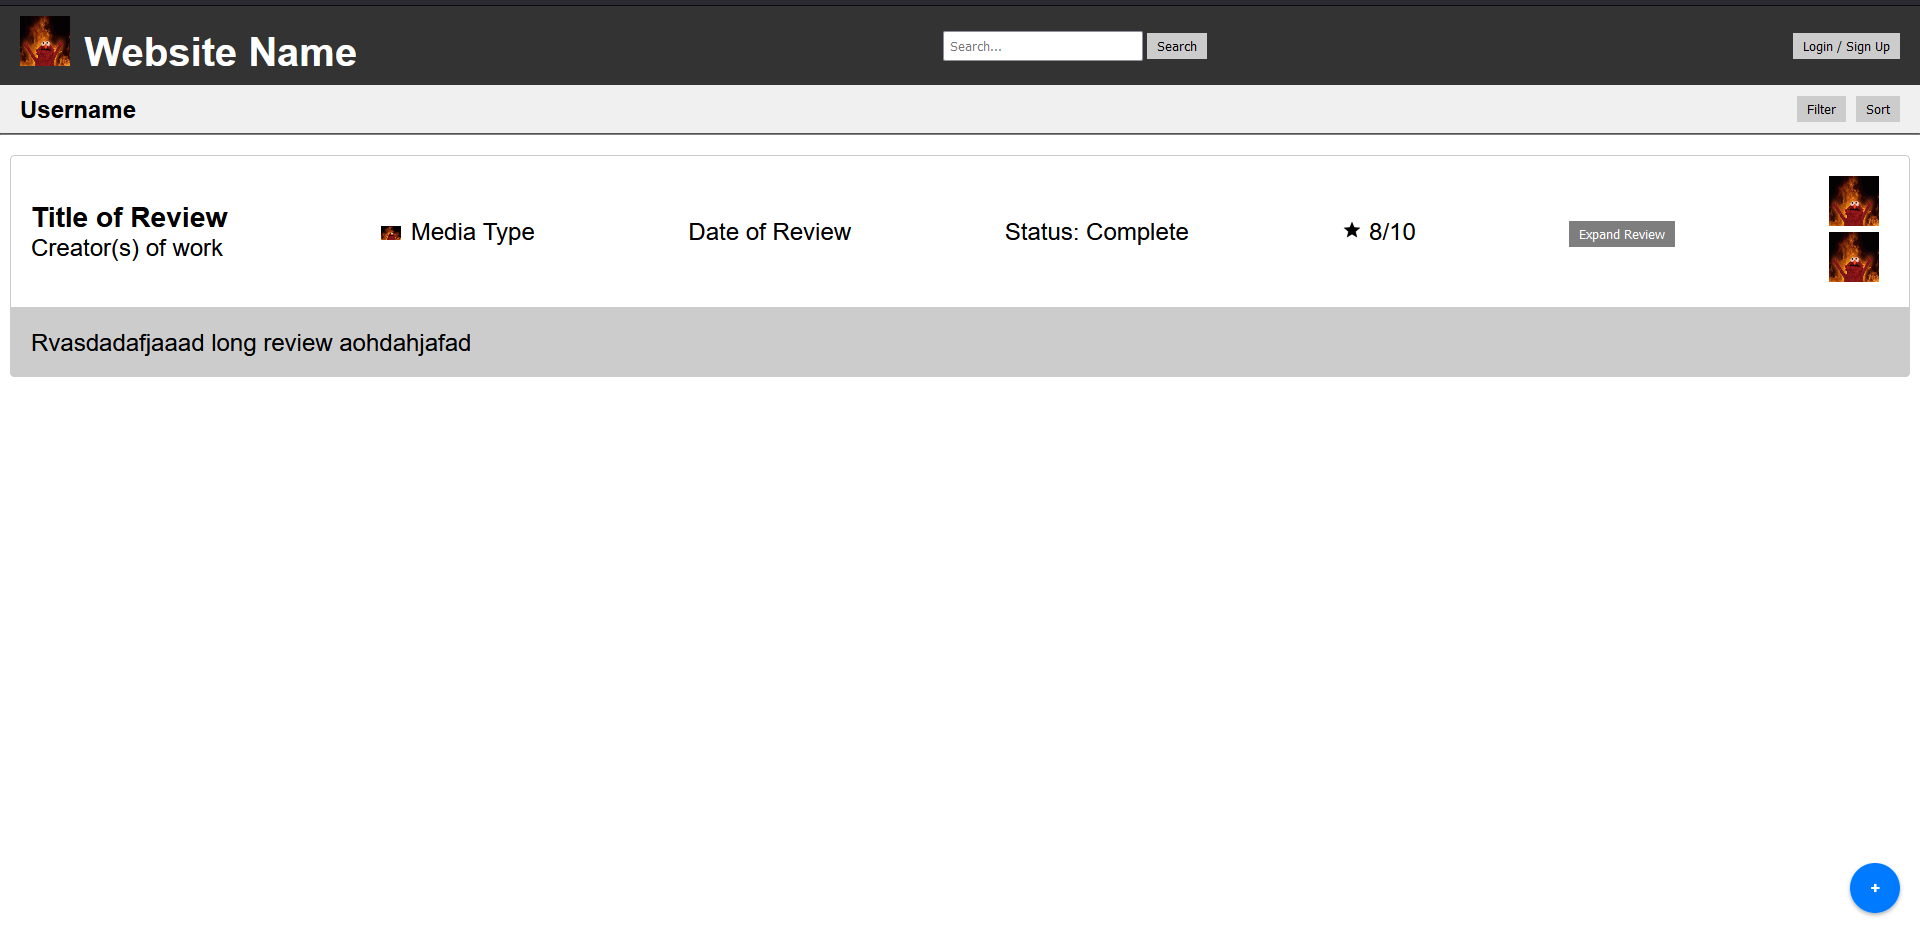 Website Name
Search...
Search
Login / Sign Up
Username
Filter
Sort
Title of Review
Creator(s) of work
Media Type
Date of Review
Status: Complete
★ 8/10
Expand Review
Rvasdadafjaaad long review aohdahjafad
+